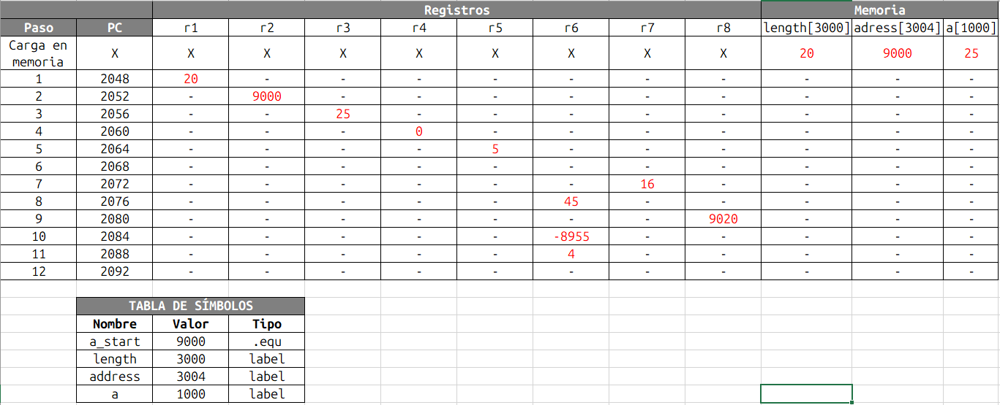 Registros Memoria
Paso PC r1 r2 r3 r4 r5 r6 r7 r8 length[3000] adress[3004] a[1000]
Carga en memoria X X X X X X X X X 20 9000 25
1 2048 20 - - - - - - - - - -
2 2052 - 9000 - - - - - - - - -
3 2056 - - 25 - - - - - - - -
4 2060 - - - 0 - - - - - - -
5 2064 - - - - 5 - - - - - -
6 2068 - - - - - - - - - - -
7 2072 - - - - - - 16 - - - -
8 2076 - - - - - 45 - - - - -
9 2080 - - - - - - - 9020 - - -
10 2084 - - - - - -8955 - - - - -
11 2088 - - - - - 4 - - - - -
12 2092 - - - - - - - - - - -
TABLA DE SÍMBOLOS
Nombre Valor Tipo
a_start 9000 .equ
length 3000 label
address 3004 label
a 1000 label